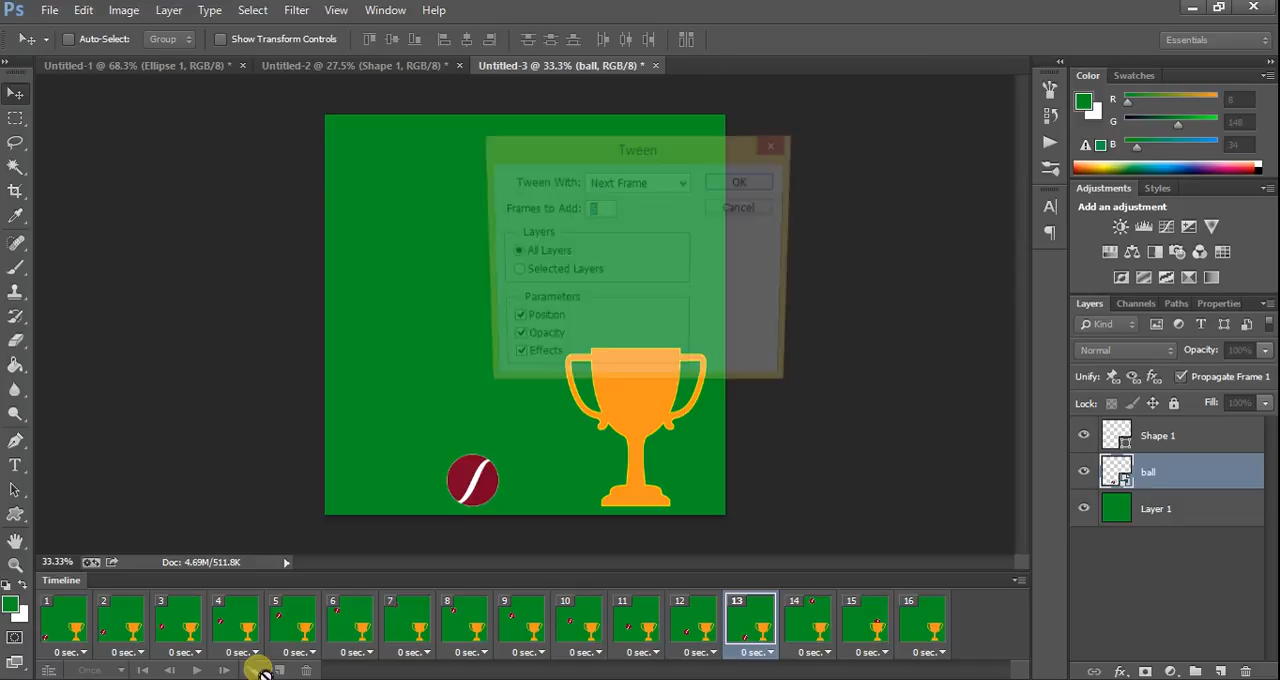 Ps File Edit Image Layer Type Select Filter View Window Help
Auto-Select: Group Show Transform Controls Essentials
Untitled-1 @ 68.3% (Ellipse 1, RGB/8) * × Untitled-2 @ 27.5% (Shape 1, RGB/8) * × Untitled-3 @ 33.3% (ball, RGB/8) * ×
Color Swatches
R 8
G 148
B 34
Tween
Tween With: Next Frame OK
Frames to Add: Cancel
Layers
All Layers
Selected Layers
Parameters
Position
Opacity
Effects
Adjustments Styles
Add an adjustment
Layers Channels Paths Properties
Kind T
Normal Opacity: 100%
Unify: Propagate Frame 1
Lock: Fill: 100%
Shape 1
ball
Layer 1
33.33% Doc: 4.69M/511.8K
Timeline
1 2 3 4 5 6 7 8 9 10 11 12 13 14 15 16
0 sec. 0 sec. 0 sec. 0 sec. 0 sec. 0 sec. 0 sec. 0 sec. 0 sec. 0 sec. 0 sec. 0 sec. 0 sec. 0 sec. 0 sec. 0 sec.
Once